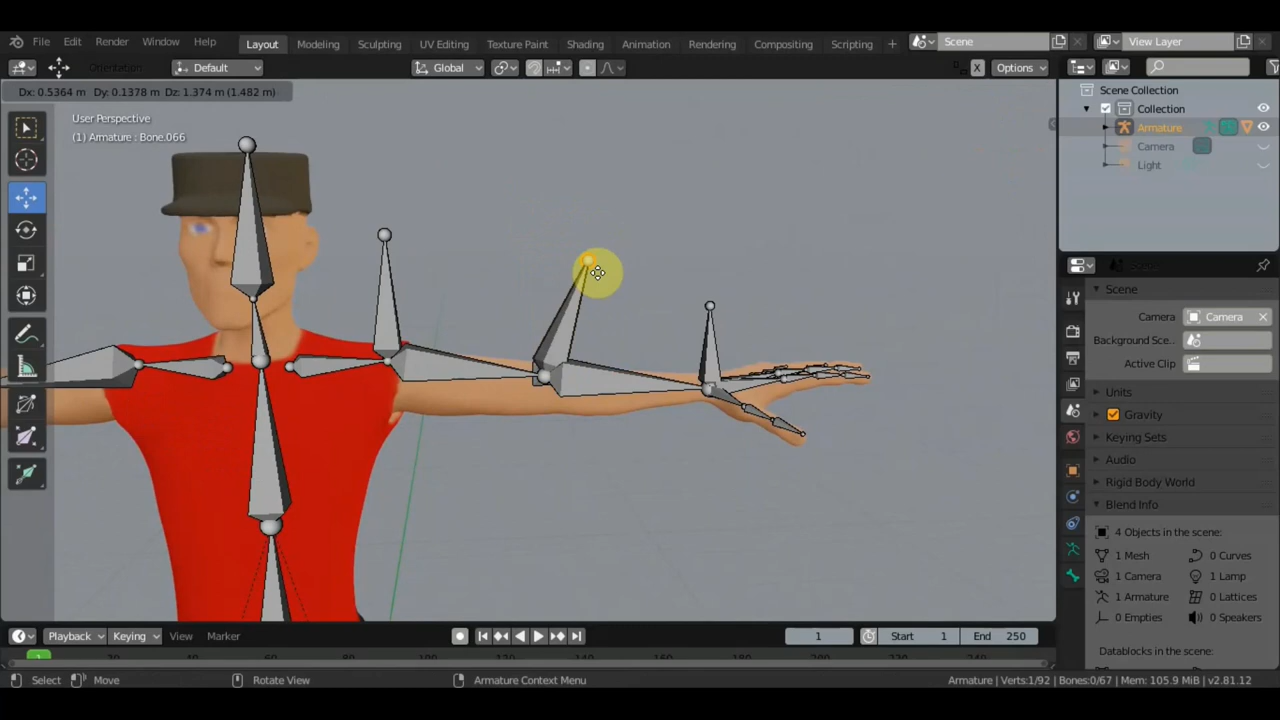 File Edit Render Window Help Layout Modeling Sculpting UV Editing Texture Paint Shading Animation Rendering Compositing Scripting + Scene View Layer
Orientation: Default Global X Options
Dx: 0.5364 m Dy: 0.1378 m Dz: 1.374 m (1.482 m)
User Perspective
(1) Armature : Bone.066
Scene Collection
Collection
Armature
Camera
Light
Scene
Scene
Camera Camera
Background Sce..
Active Clip
Units
Gravity
Keying Sets
Audio
Rigid Body World
Blend Info
4 Objects in the scene:
1 Mesh 0 Curves
1 Camera 1 Lamp
1 Armature 0 Lattices
0 Empties 0 Speakers
Datablocks in the scene:
Playback Keying View Marker 1 Start 1 End 250
Select Move Rotate View Armature Context Menu Armature | Verts:1/92 | Bones:0/67 | Mem: 105.9 MiB | v2.81.12